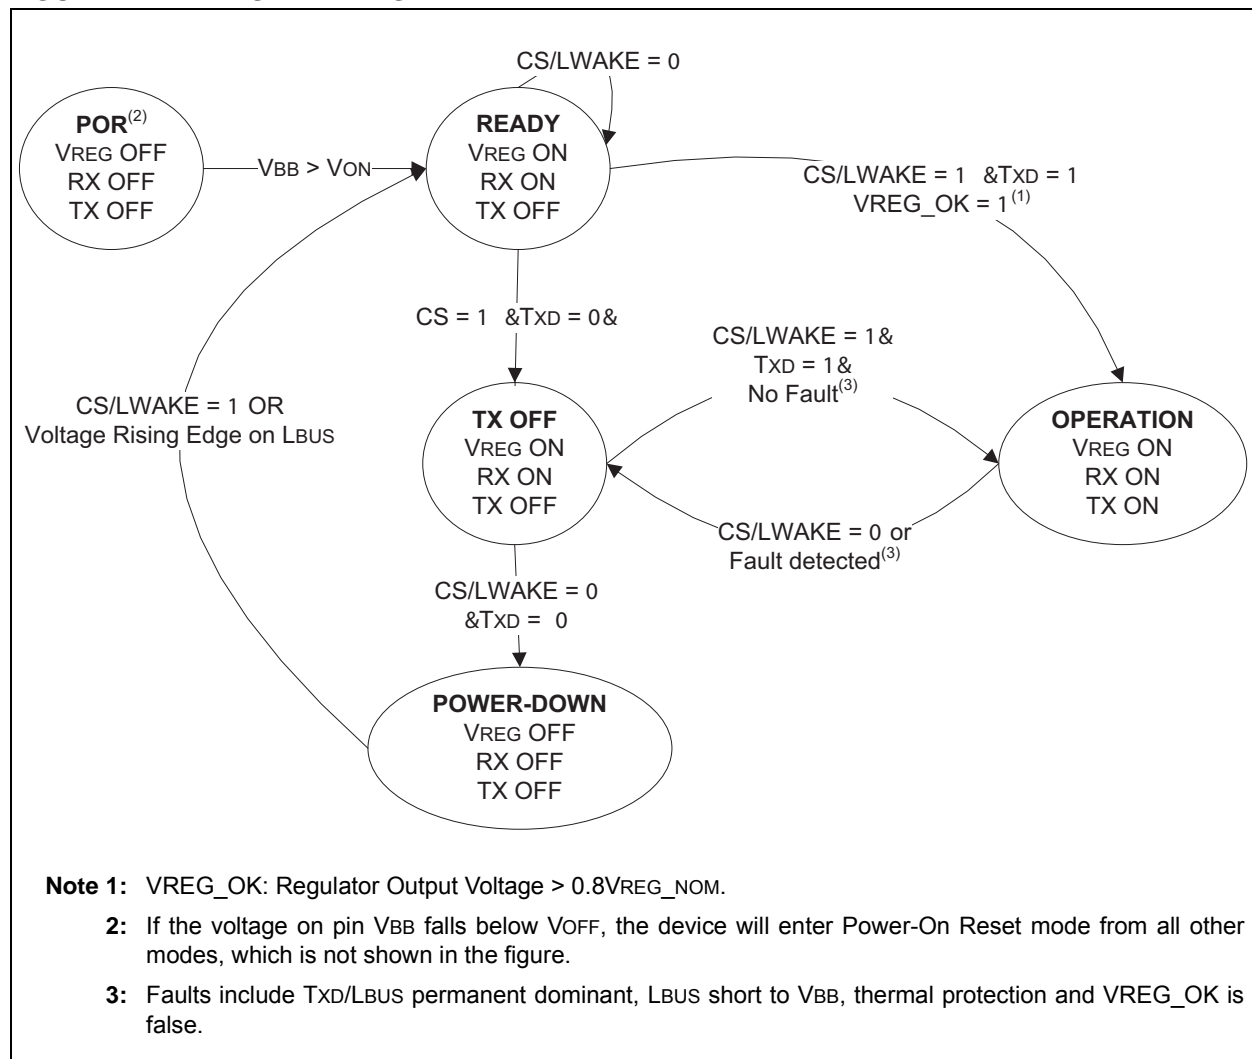 CS/LWAKE = 0
POR(2)
VREG OFF
RX OFF
TX OFF
VBB > VON
READY
VREG ON
RX ON
TX OFF
CS/LWAKE = 1 &TXD = 1
VREG_OK = 1(1)
CS = 1 &TXD = 0&
CS/LWAKE = 1&
TXD = 1&
No Fault(3)
CS/LWAKE = 1 OR
Voltage Rising Edge on LBUS
TX OFF
VREG ON
RX ON
TX OFF
OPERATION
VREG ON
RX ON
TX ON
CS/LWAKE = 0 or
Fault detected(3)
CS/LWAKE = 0
&TXD = 0
POWER-DOWN
VREG OFF
RX OFF
TX OFF
Note 1: VREG_OK: Regulator Output Voltage > 0.8VREG_NOM.
2: If the voltage on pin VBB falls below VOFF, the device will enter Power-On Reset mode from all other
modes, which is not shown in the figure.
3: Faults include TXD/LBUS permanent dominant, LBUS short to VBB, thermal protection and VREG_OK is
false.